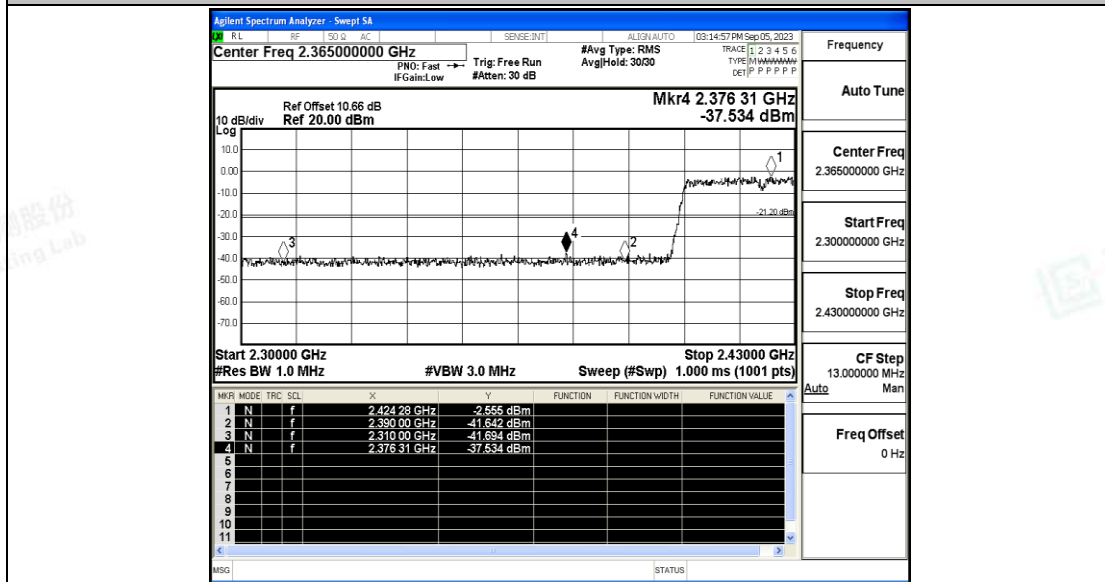 Agilent Spectrum Analyzer - Swept SA
RL RF 50 Ω AC SENSE:INT ALIGN AUTO 03:14:57 PM Sep 05, 2023
Center Freq 2.365000000 GHz
PNO: Fast
IFGain:Low
Trig: Free Run
#Atten: 30 dB
#Avg Type: RMS
Avg|Hold: 30/30
TRACE 1 2 3 4 5 6
TYPE M
DET P P P P P P
Mkr4 2.376 31 GHz
-37.534 dBm
Ref Offset 10.66 dB
10 dB/div Ref 20.00 dBm
Log
10.0
0.00
-10.0
-20.0
-30.0
-40.0
-50.0
-60.0
-70.0
1
-21.20 dBm
3
4
2
Start 2.30000 GHz Stop 2.43000 GHz
#Res BW 1.0 MHz #VBW 3.0 MHz Sweep (#Swp) 1.000 ms (1001 pts)
MKR MODE TRC SCL X Y FUNCTION FUNCTION WIDTH FUNCTION VALUE
1 N f 2.424 28 GHz -2.555 dBm
2 N f 2.390 00 GHz -41.642 dBm
3 N f 2.310 00 GHz -41.694 dBm
4 N f 2.376 31 GHz -37.534 dBm
5
6
7
8
9
10
11
MSG STATUS
Frequency
Auto Tune
Center Freq
2.365000000 GHz
Start Freq
2.300000000 GHz
Stop Freq
2.430000000 GHz
CF Step
13.000000 MHz
Auto Man
Freq Offset
0 Hz
股份
Lab